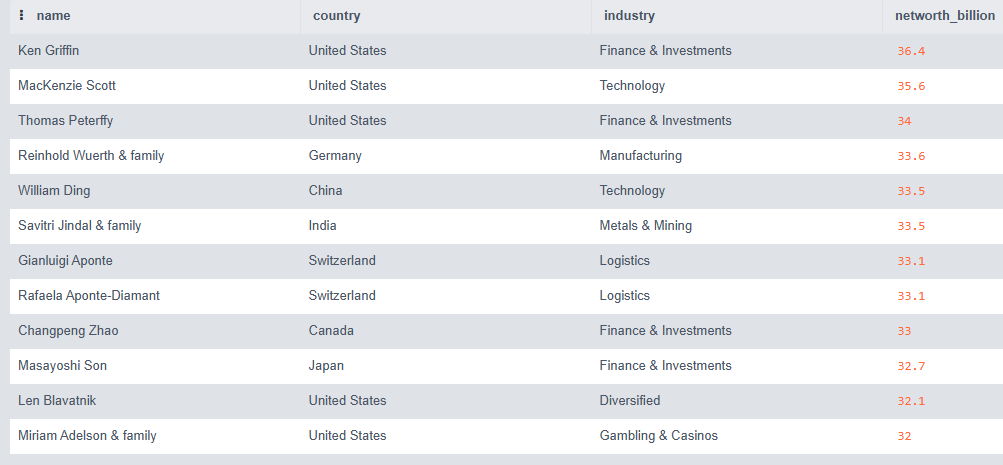 name country industry networth_billion
Ken Griffin United States Finance & Investments 36.4
MacKenzie Scott United States Technology 35.6
Thomas Peterffy United States Finance & Investments 34
Reinhold Wuerth & family Germany Manufacturing 33.6
William Ding China Technology 33.5
Savitri Jindal & family India Metals & Mining 33.5
Gianluigi Aponte Switzerland Logistics 33.1
Rafaela Aponte-Diamant Switzerland Logistics 33.1
Changpeng Zhao Canada Finance & Investments 33
Masayoshi Son Japan Finance & Investments 32.7
Len Blavatnik United States Diversified 32.1
Miriam Adelson & family United States Gambling & Casinos 32